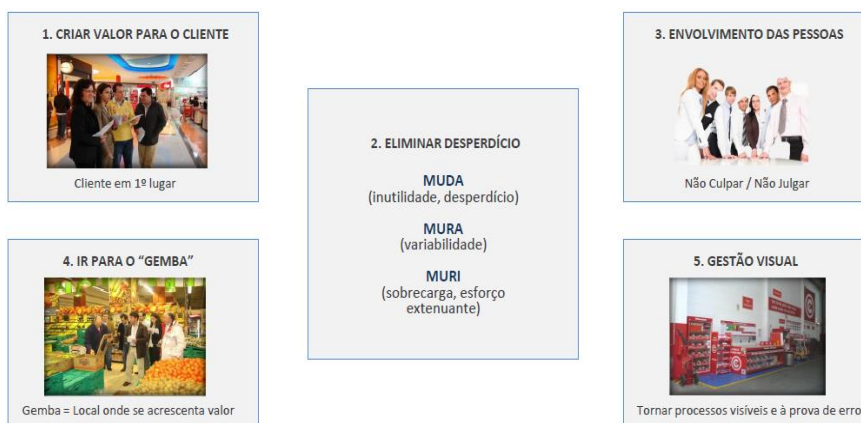 1. CRIAR VALOR PARA O CLIENTE
Cliente em 1º lugar
2. ELIMINAR DESPERDÍCIO
MUDA
(inutilidade, desperdício)
MURA
(variabilidade)
MURI
(sobrecarga, esforço
extenuante)
3. ENVOLVIMENTO DAS PESSOAS
Não Culpar / Não Julgar
4. IR PARA O “GEMBA”
Gemba = Local onde se acrescenta valor
5. GESTÃO VISUAL
Tornar processos visíveis e à prova de erro